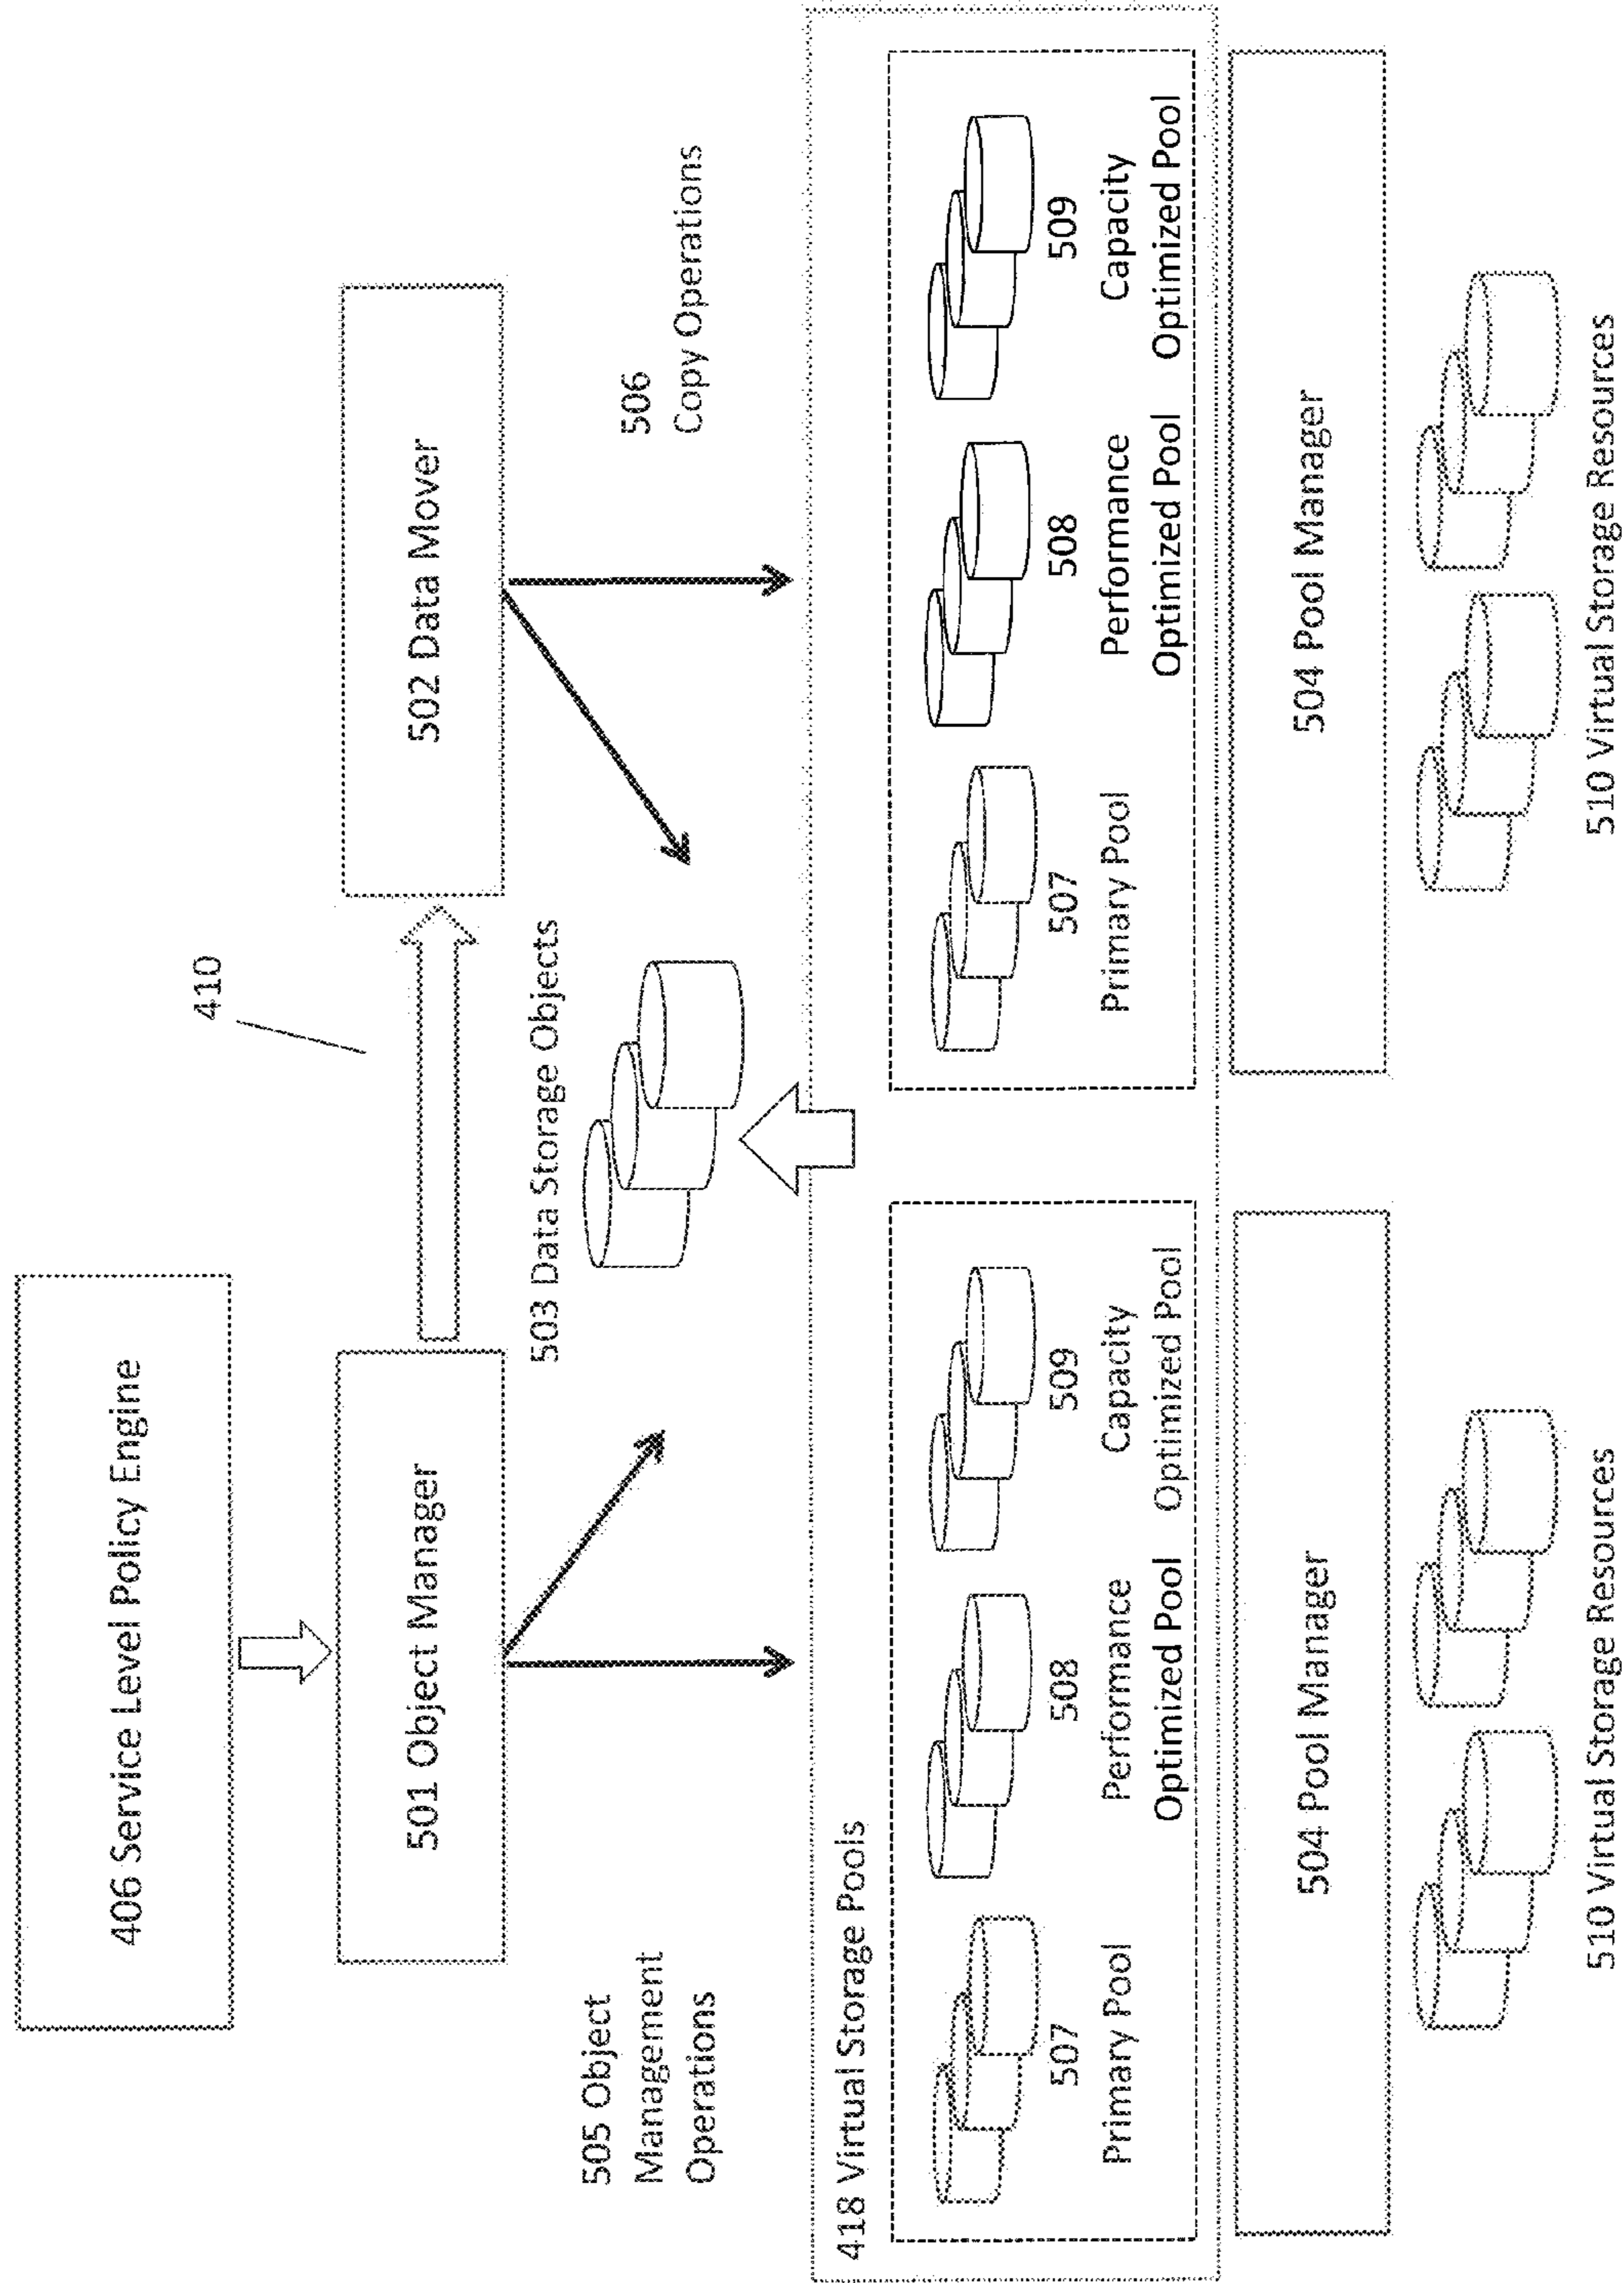 406 Service Level Policy Engine
410
501 Object Manager
502 Data Mover
503 Data Storage Objects
505 Object
Management
Operations
506
Copy Operations
418 Virtual Storage Pools
507
Primary Pool
508
Performance
Optimized Pool
509
Capacity
Optimized Pool
507
Primary Pool
508
Performance
Optimized Pool
509
Capacity
Optimized Pool
504 Pool Manager
504 Pool Manager
510 Virtual Storage Resources
510 Virtual Storage Resources